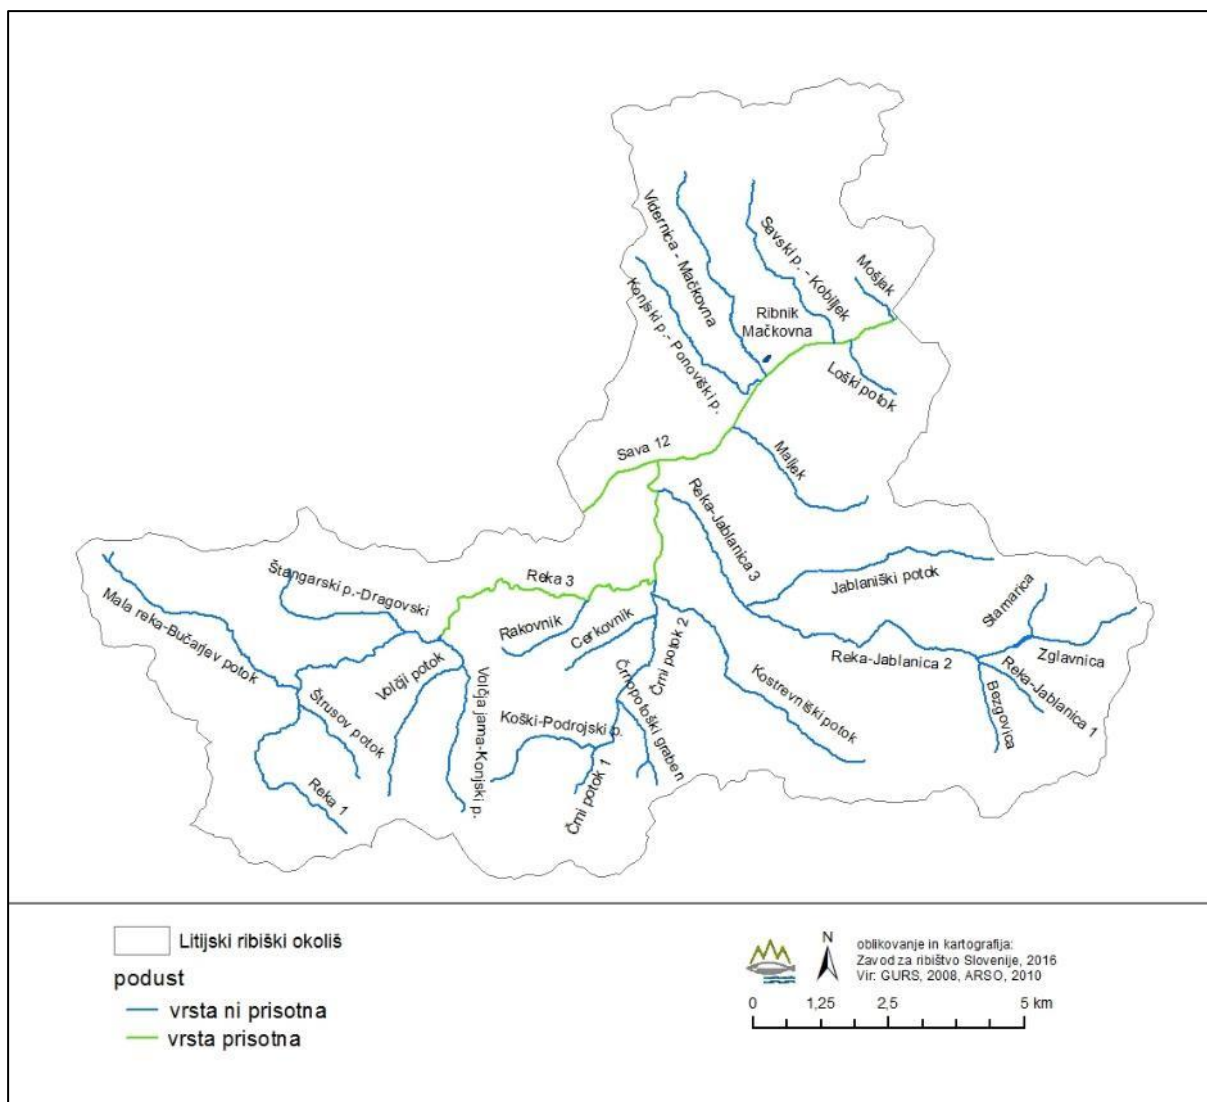 Vidernica - Mačkovna
Savski p. - Kobiljek
Mošjak
Konjski p.- Ponoviški p.
Ribnik
Mačkovna
Loški potok
Sava 12
Maljek
Reka-Jablanica 3
Jablaniški potok
Štangarski p.-Dragovski
Reka 3
Mala reka-Bučarjev potok
Rakovnik
Cerkovnik
Stamarica
Zglavnica
Reka-Jablanica 2
Reka-Jablanica 1
Bezgovica
Volčji potok
Štrusov potok
Volčja jama-Konjski p.
Črni potok 2
Črnopotoški graben
Kostrevniški potok
Koški-Podrojski p.
Črni potok 1
Reka 1
Litijski ribiški okoliš
podust
vrsta ni prisotna
vrsta prisotna
N
oblikovanje in kartografija:
Zavod za ribištvo Slovenije, 2016
Vir: GURS, 2008, ARSO, 2010
0 1,25 2,5 5 km